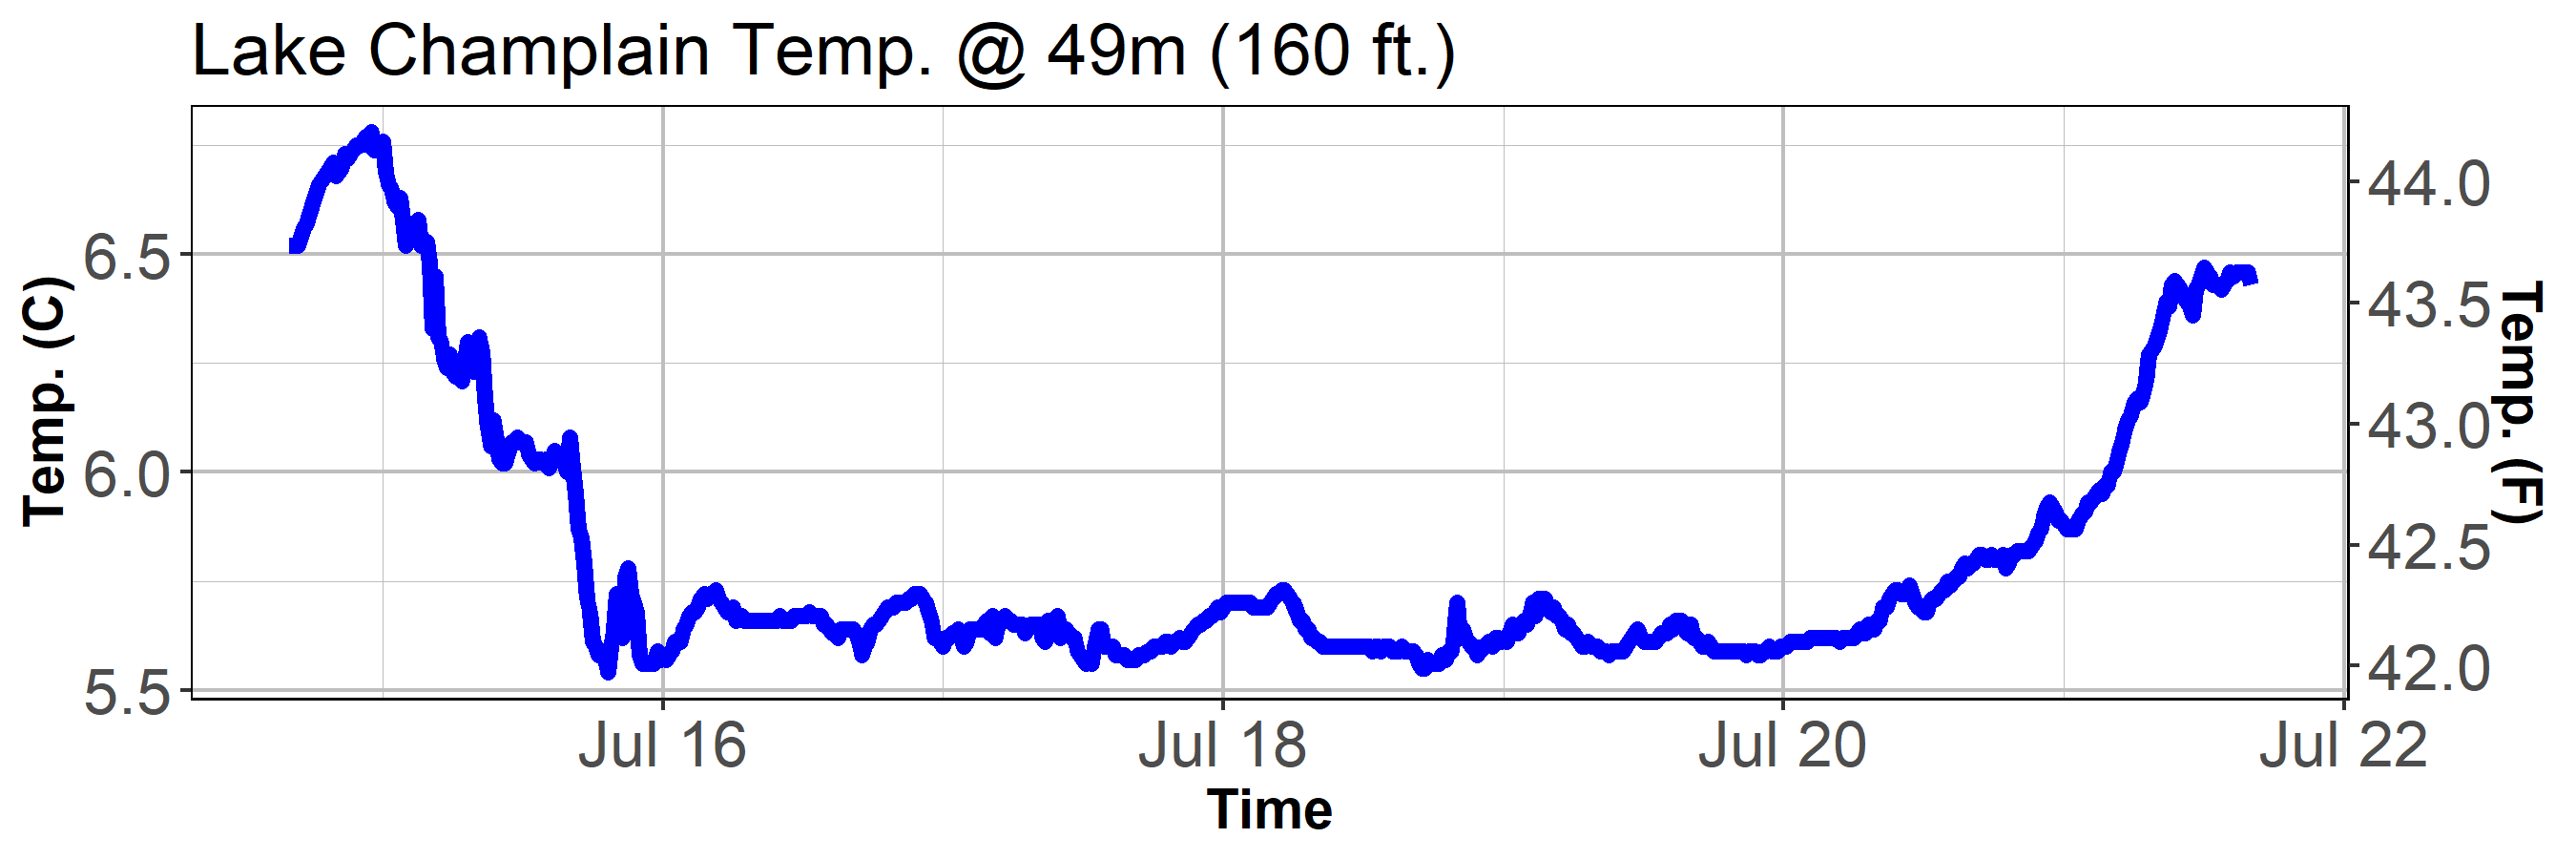 Lake Champlain Temp. @ 49m (160 ft.)
Temp. (C)
6.5
6.0
5.5
44.0
43.5
43.0
42.5
42.0
Temp. (F)
Jul 16 Jul 18 Jul 20 Jul 22
Time